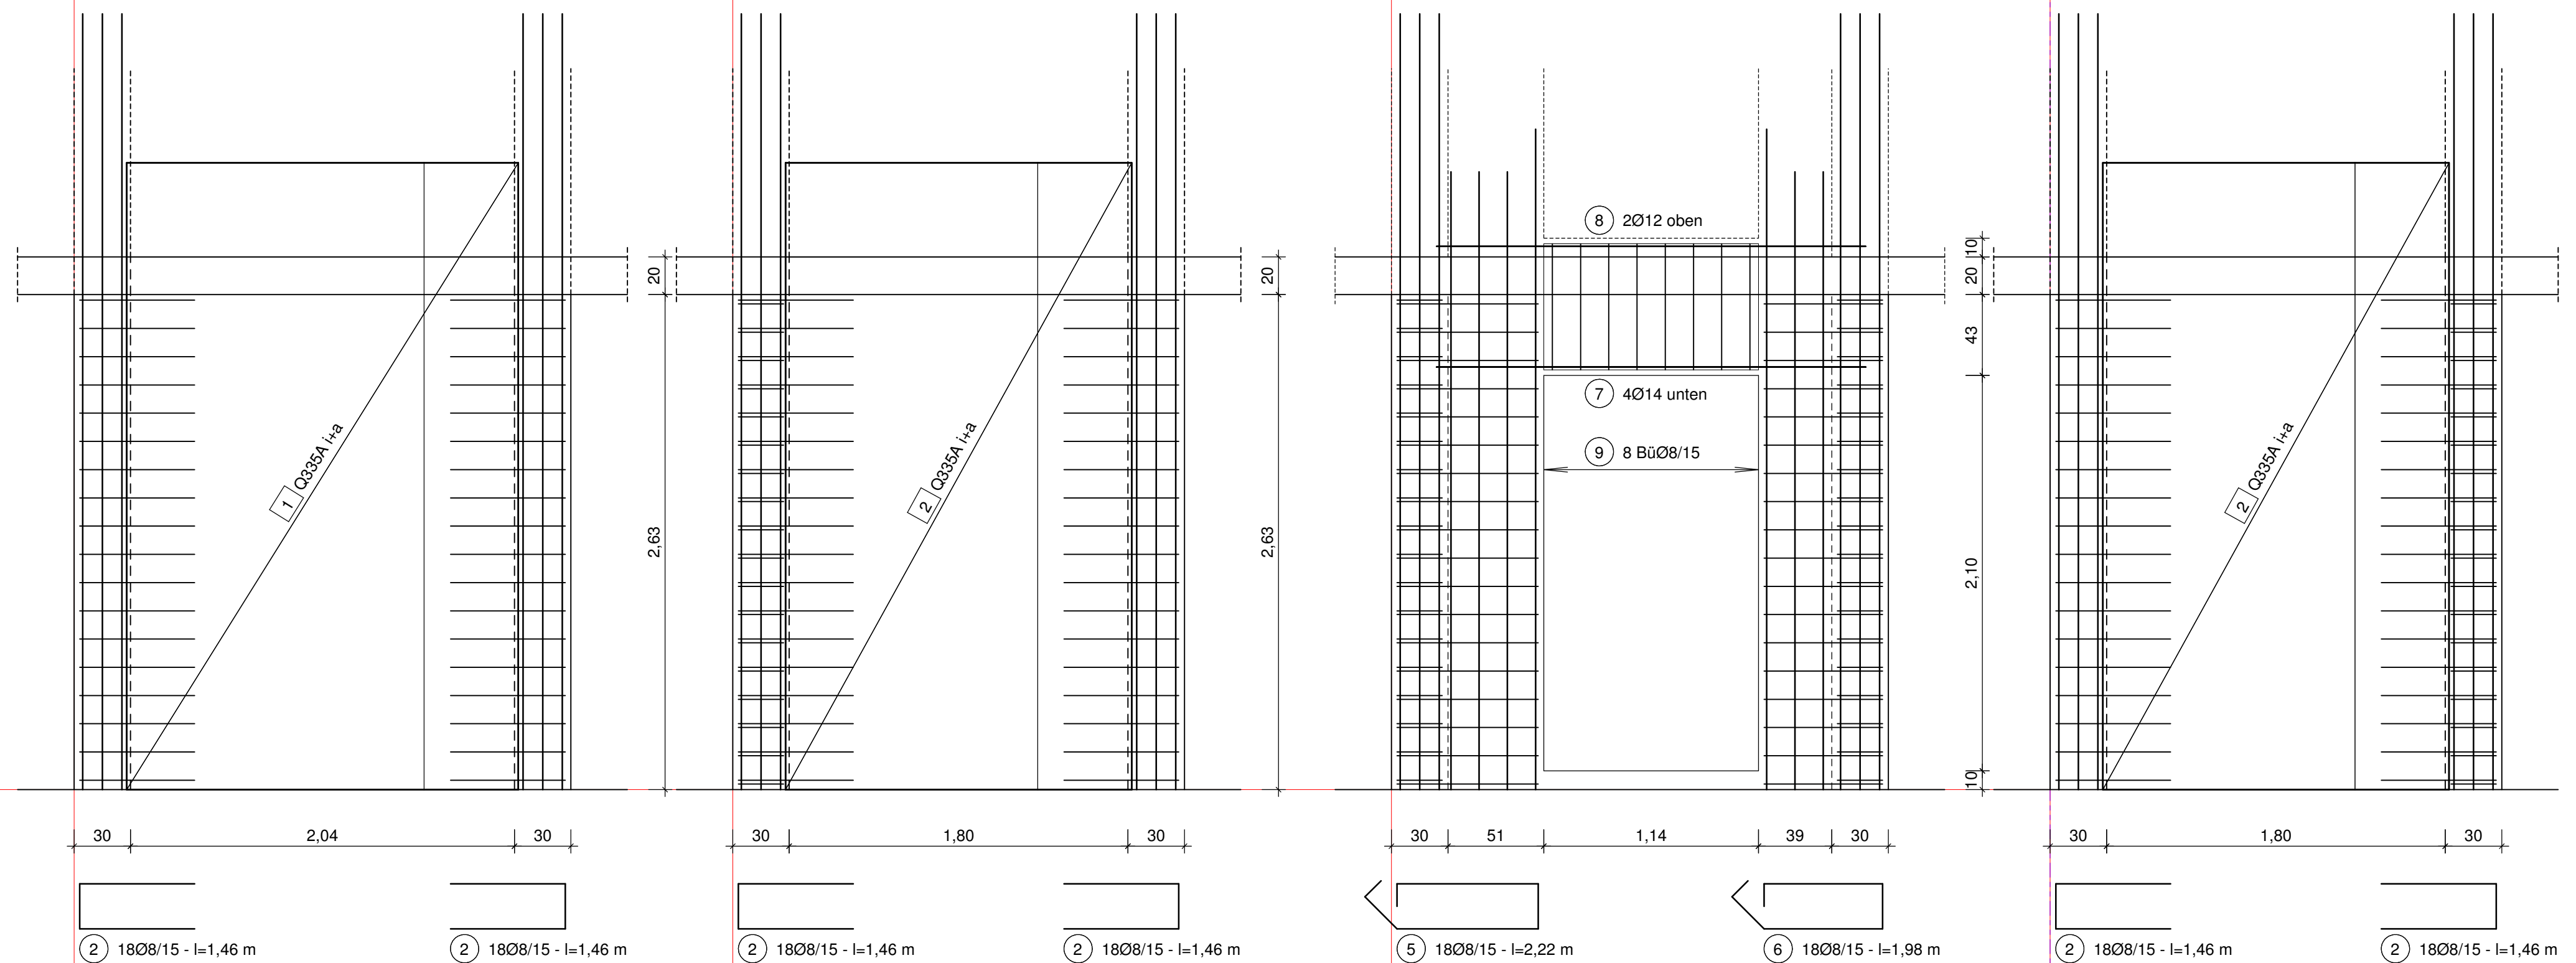 8 2Ø12 oben
10
20
20
20
43
7 4Ø14 unten
1 Q335A i+a
2 Q335A i+a
9 8 BüØ8/15
2 Q335A i+a
2,63
2,63
2,10
10
30 2,04 30 30 1,80 30 30 51 1,14 39 30 30 1,80 30
2 18Ø8/15 - l=1,46 m
2 18Ø8/15 - l=1,46 m
2 18Ø8/15 - l=1,46 m
2 18Ø8/15 - l=1,46 m
5 18Ø8/15 - l=2,22 m
6 18Ø8/15 - l=1,98 m
2 18Ø8/15 - l=1,46 m
2 18Ø8/15 - l=1,46 m